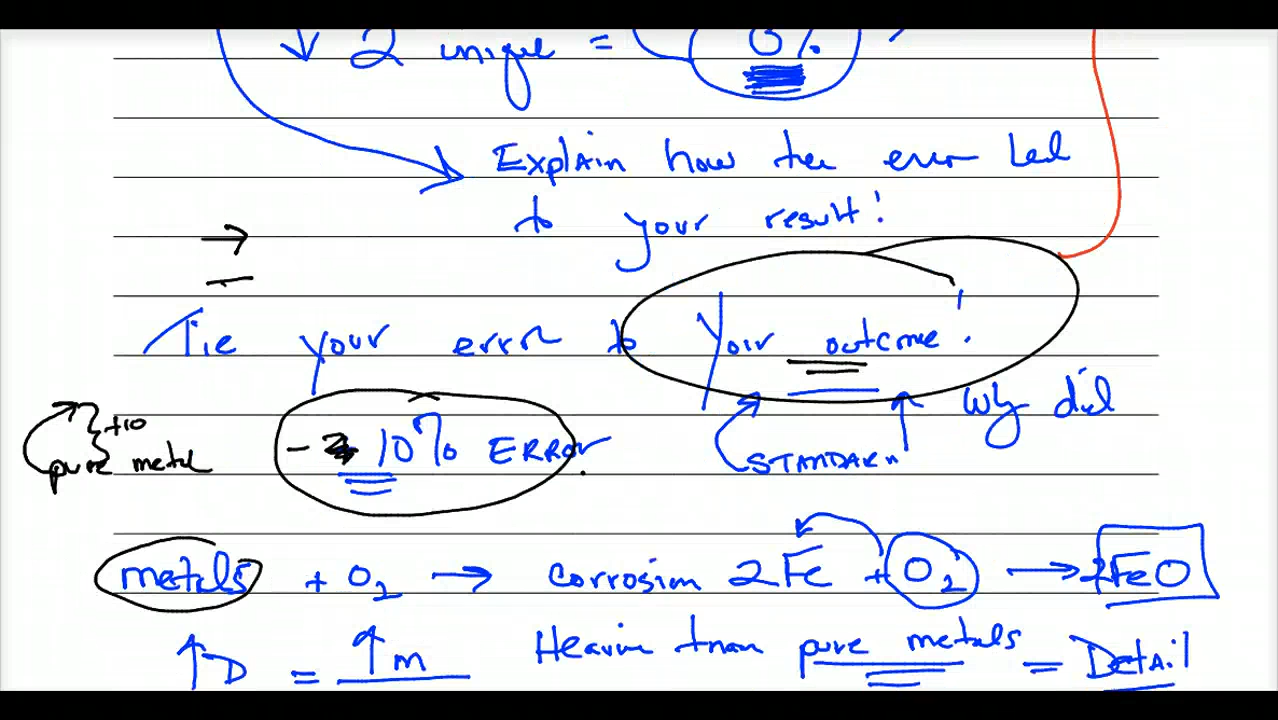 ↓ 2 unique = 0%
Explain how the error led
to your result!
→
Tie your error to your outcome!
Why did
+10
pure metal
10% ERROR
STANDARD
metals + O2 → corrosion 2Fe + O2 → 2FeO
↑D = ↑m Heavier than pure metals = Detail